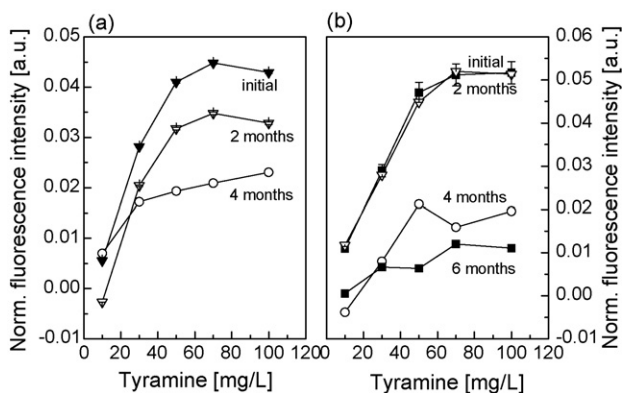 (a)
Norm. fluorescence intensity [a.u.]
0.05
0.04
0.03
0.02
0.01
0.00
-0.01
initial
2 months
4 months
0 20 40 60 80 100 120
Tyramine [mg/L]
(b)
initial
2 months
4 months
6 months
0 20 40 60 80 100 120
Tyramine [mg/L]
0.06
0.05
0.04
0.03
0.02
0.01
0.00
-0.01
Norm. fluorescence intensity [a.u.]